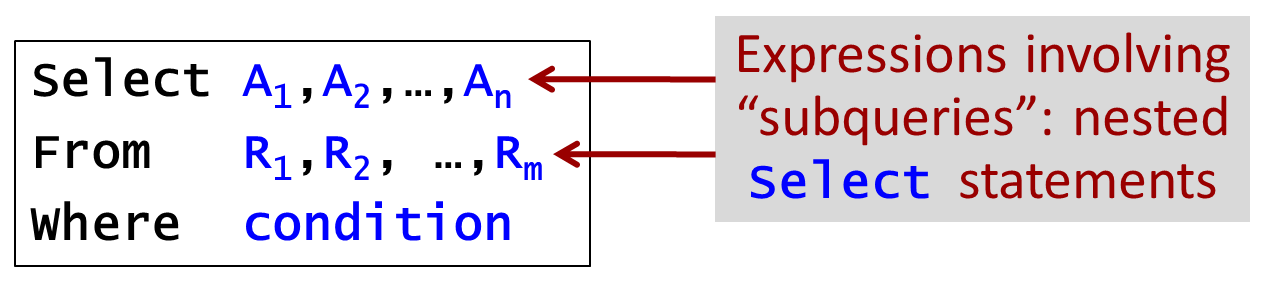 Select A₁,A₂,…,Aₙ
From R₁,R₂, …,Rₘ
Where condition
Expressions involving
“subqueries”: nested
Select statements